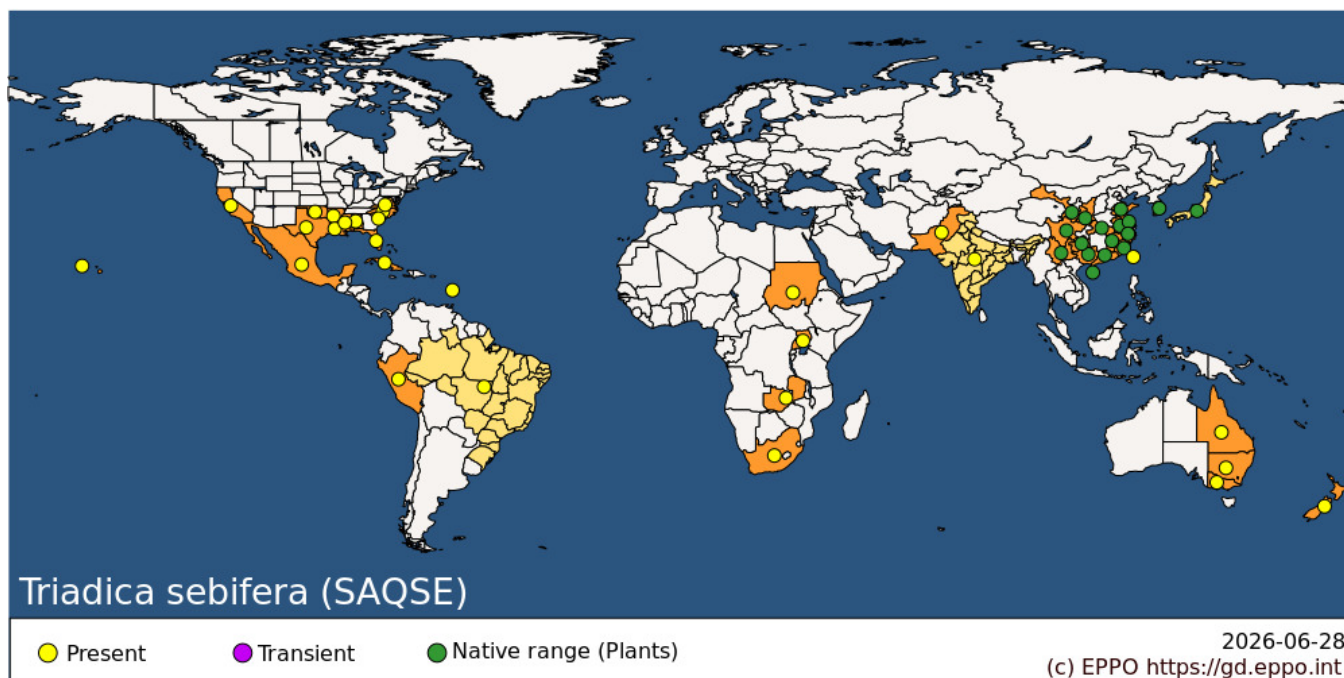 Triadica sebifera (SAQSE)
Present
Transient
Native range (Plants)
2026-06-28
(c) EPPO https://gd.eppo.int